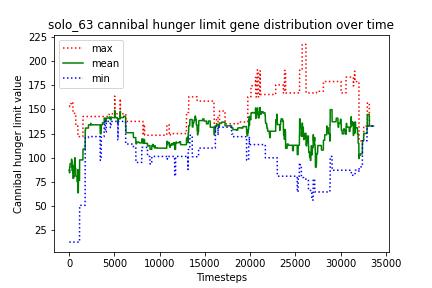 solo_63 cannibal hunger limit gene distribution over time
225
200
175
150
125
100
75
50
25
Cannibal hunger limit value
max
mean
min
0
5000
10000
15000
20000
25000
30000
35000
Timesteps